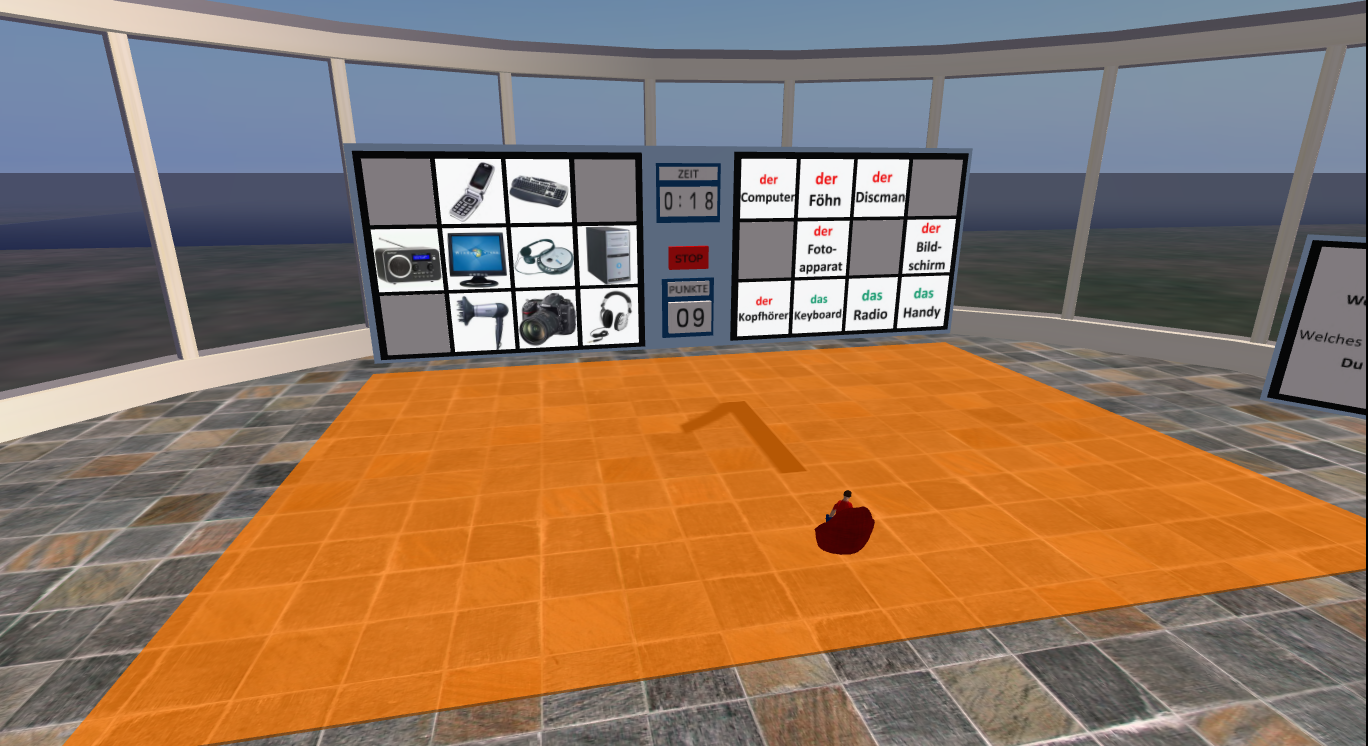 ZEIT
0:18
STOP
PUNKTE
09
der
Computer
der
Föhn
der
Discman
der
Foto-
apparat
der
Bild-
schirm
der
Kopfhörer
das
Keyboard
das
Radio
das
Handy
Welches
Du